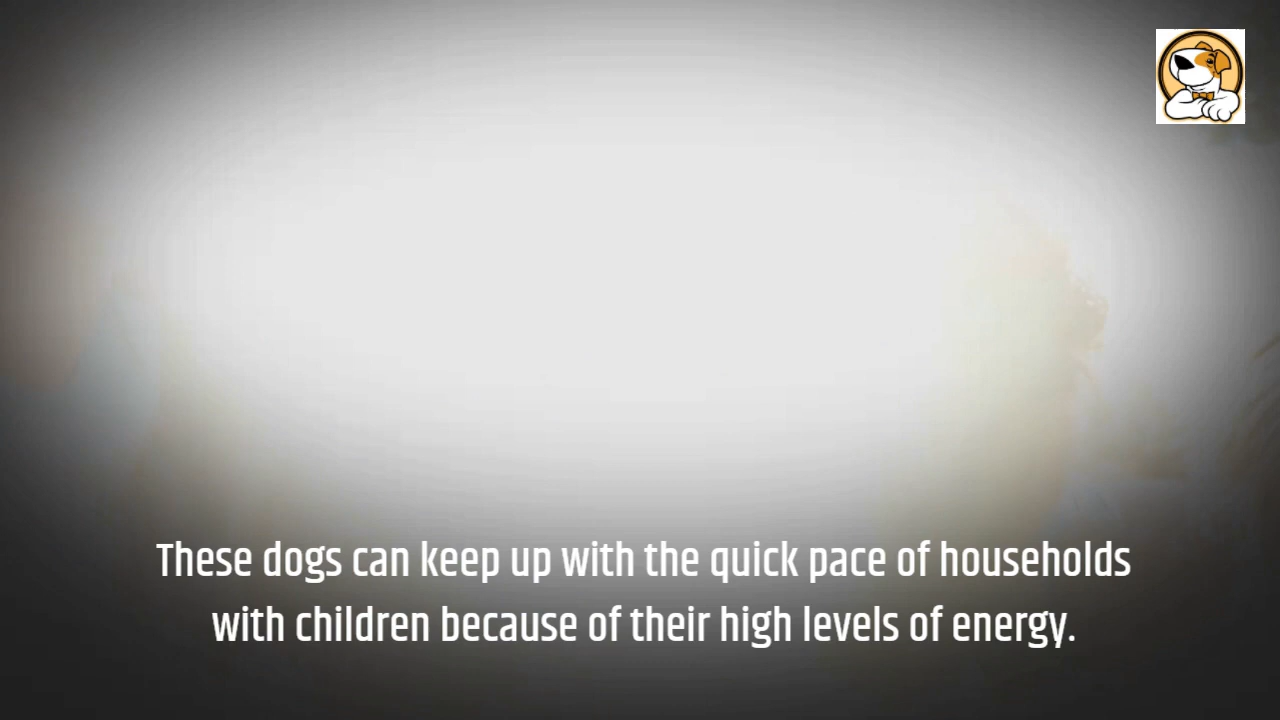 These dogs can keep up with the quick pace of households
with children because of their high levels of energy.